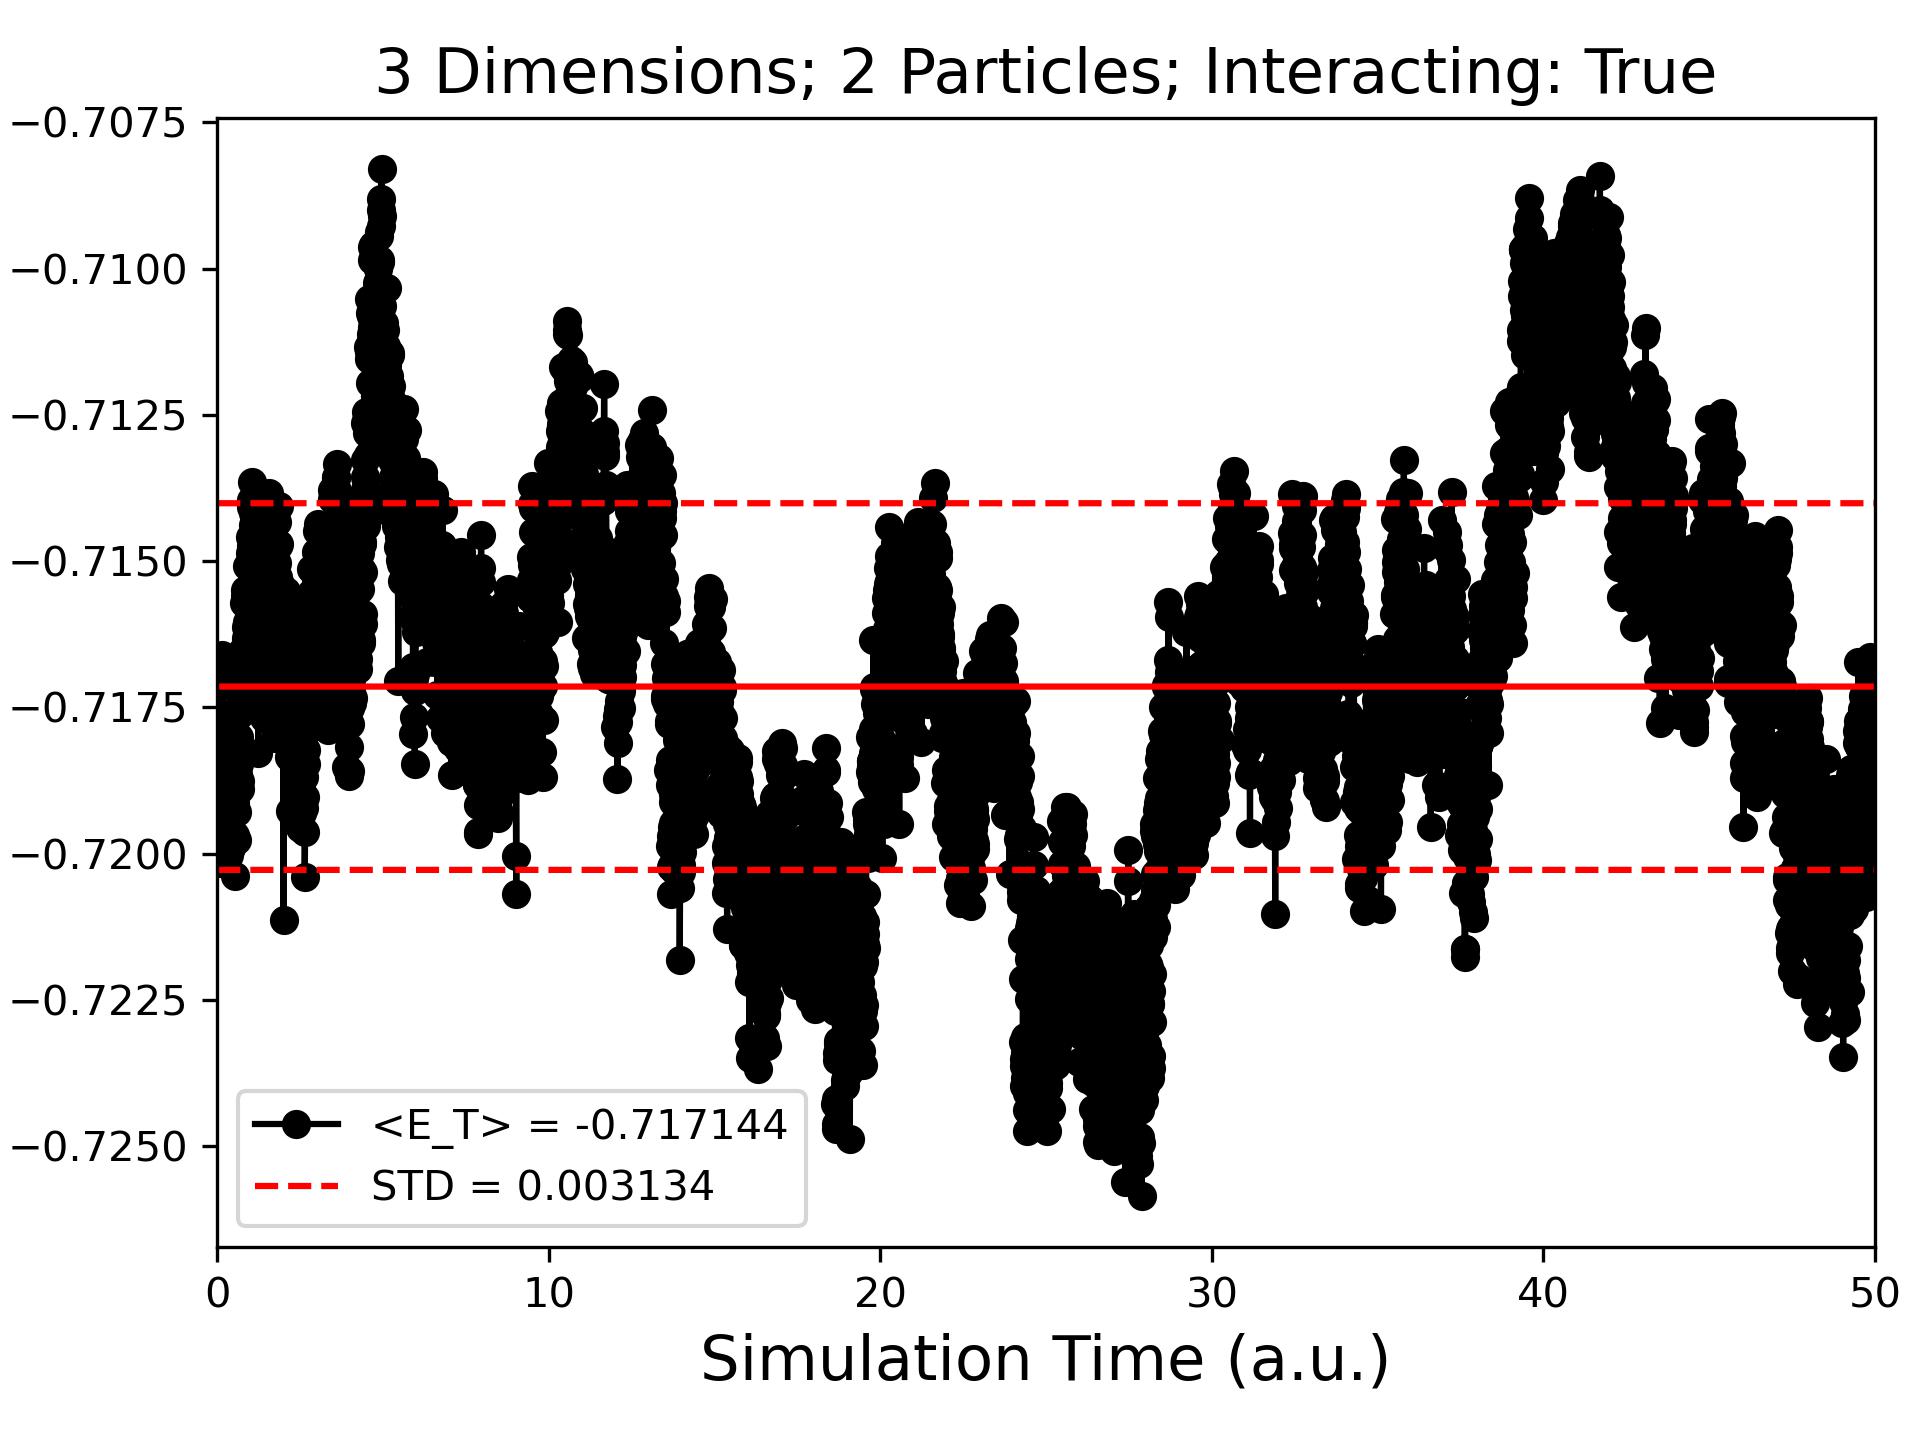 3 Dimensions; 2 Particles; Interacting: True
−0.7075
−0.7100
−0.7125
−0.7150
−0.7175
−0.7200
−0.7225
−0.7250
<E_T> = -0.717144
STD = 0.003134
0 10 20 30 40 50
Simulation Time (a.u.)